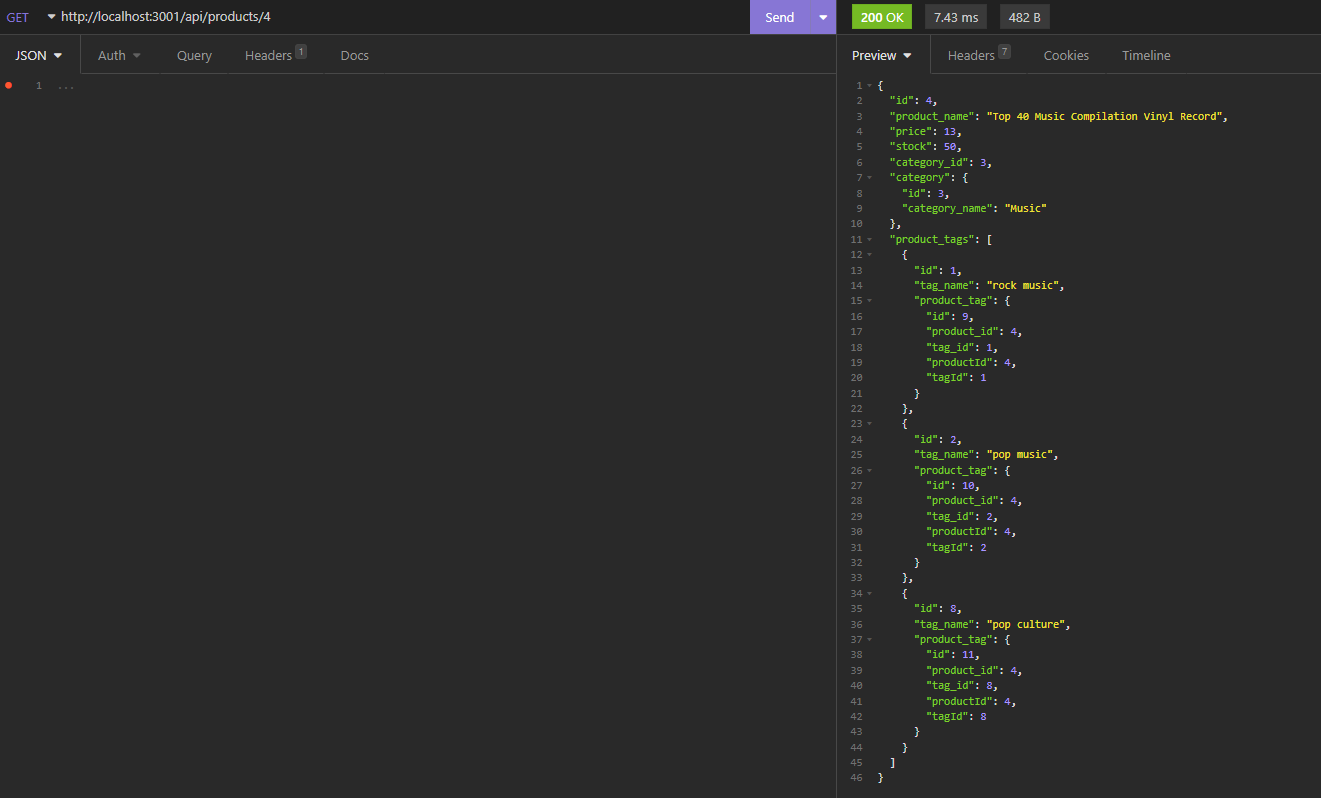 GET http://localhost:3001/api/products/4 Send 200 OK 7.43 ms 482 B
JSON Auth Query Headers 1 Docs Preview Headers 7 Cookies Timeline
1 ...
1 {
2 "id": 4,
3 "product_name": "Top 40 Music Compilation Vinyl Record",
4 "price": 13,
5 "stock": 50,
6 "category_id": 3,
7 "category": {
8 "id": 3,
9 "category_name": "Music"
10 },
11 "product_tags": [
12 {
13 "id": 1,
14 "tag_name": "rock music",
15 "product_tag": {
16 "id": 9,
17 "product_id": 4,
18 "tag_id": 1,
19 "productId": 4,
20 "tagId": 1
21 }
22 },
23 {
24 "id": 2,
25 "tag_name": "pop music",
26 "product_tag": {
27 "id": 10,
28 "product_id": 4,
29 "tag_id": 2,
30 "productId": 4,
31 "tagId": 2
32 }
33 },
34 {
35 "id": 8,
36 "tag_name": "pop culture",
37 "product_tag": {
38 "id": 11,
39 "product_id": 4,
40 "tag_id": 8,
41 "productId": 4,
42 "tagId": 8
43 }
44 }
45 ]
46 }